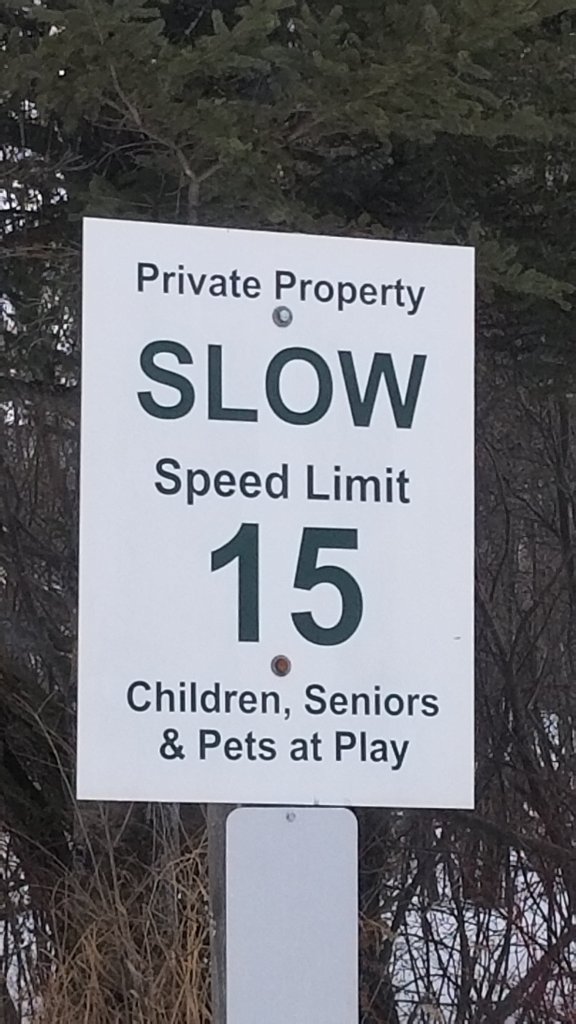 Private Property
SLOW
Speed Limit
15
Children, Seniors
& Pets at Play